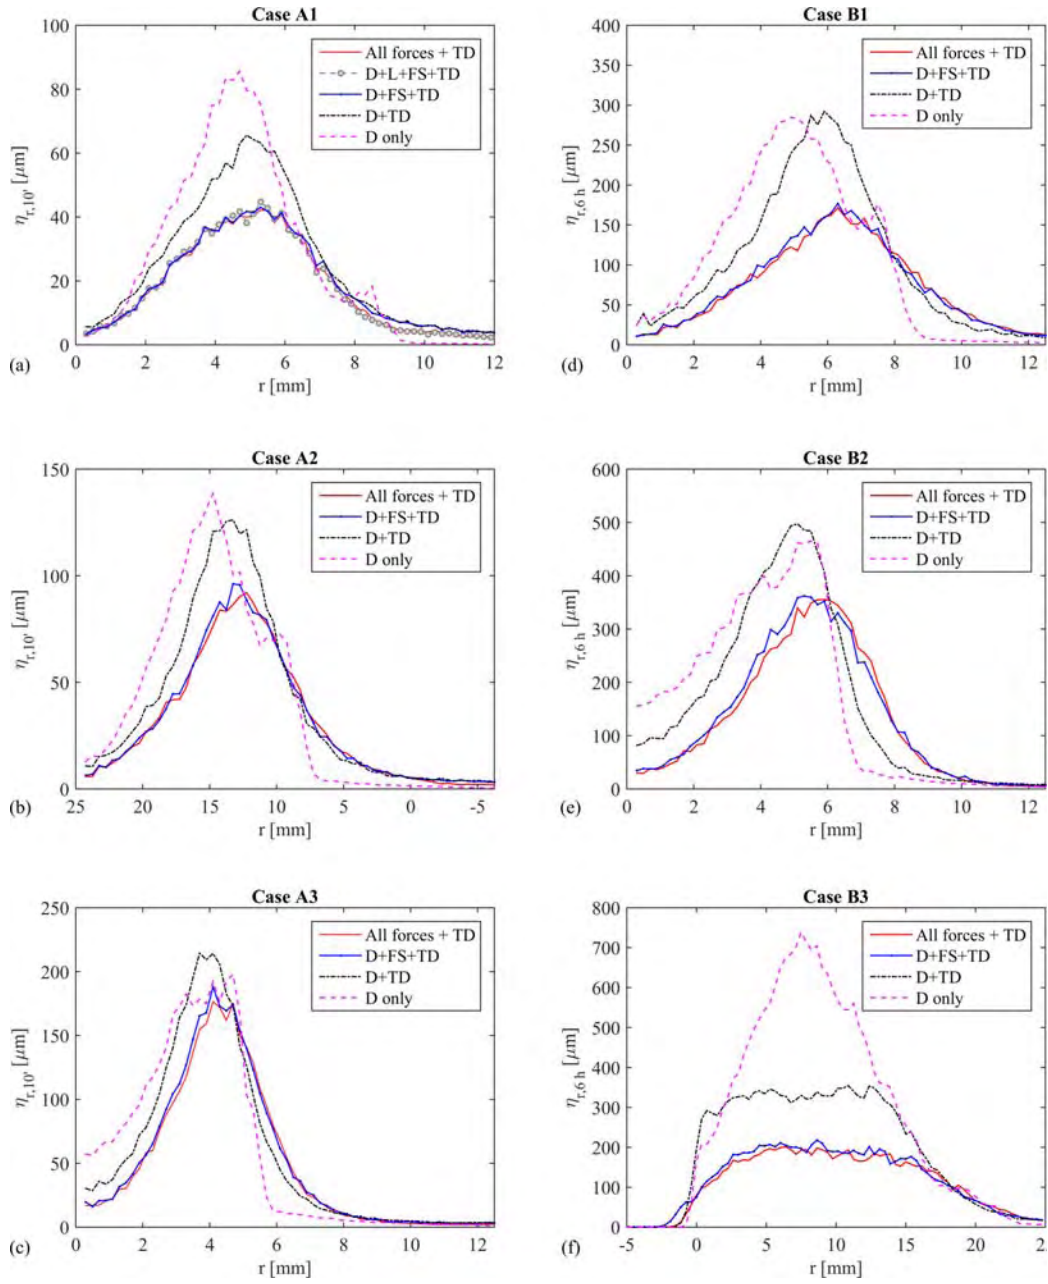 Case A1
100
80
60
40
20
0
η_r,10' [μm]
0 2 4 6 8 10 12
r [mm]
All forces + TD
D+L+FS+TD
D+FS+TD
D+TD
D only
(a)
Case B1
400
350
300
250
200
150
100
50
0
η_r,6 h [μm]
0 2 4 6 8 10 12
r [mm]
All forces + TD
D+FS+TD
D+TD
D only
(d)
Case A2
150
100
50
0
η_r,10' [μm]
25 20 15 10 5 0 -5
r [mm]
All forces + TD
D+FS+TD
D+TD
D only
(b)
Case B2
600
500
400
300
200
100
0
η_r,6 h [μm]
0 2 4 6 8 10 12
r [mm]
All forces + TD
D+FS+TD
D+TD
D only
(e)
Case A3
250
200
150
100
50
0
η_r,10' [μm]
0 2 4 6 8 10 12
r [mm]
All forces + TD
D+FS+TD
D+TD
D only
(c)
Case B3
800
700
600
500
400
300
200
100
0
η_r,6 h [μm]
-5 0 5 10 15 20 25
r [mm]
All forces + TD
D+FS+TD
D+TD
D only
(f)